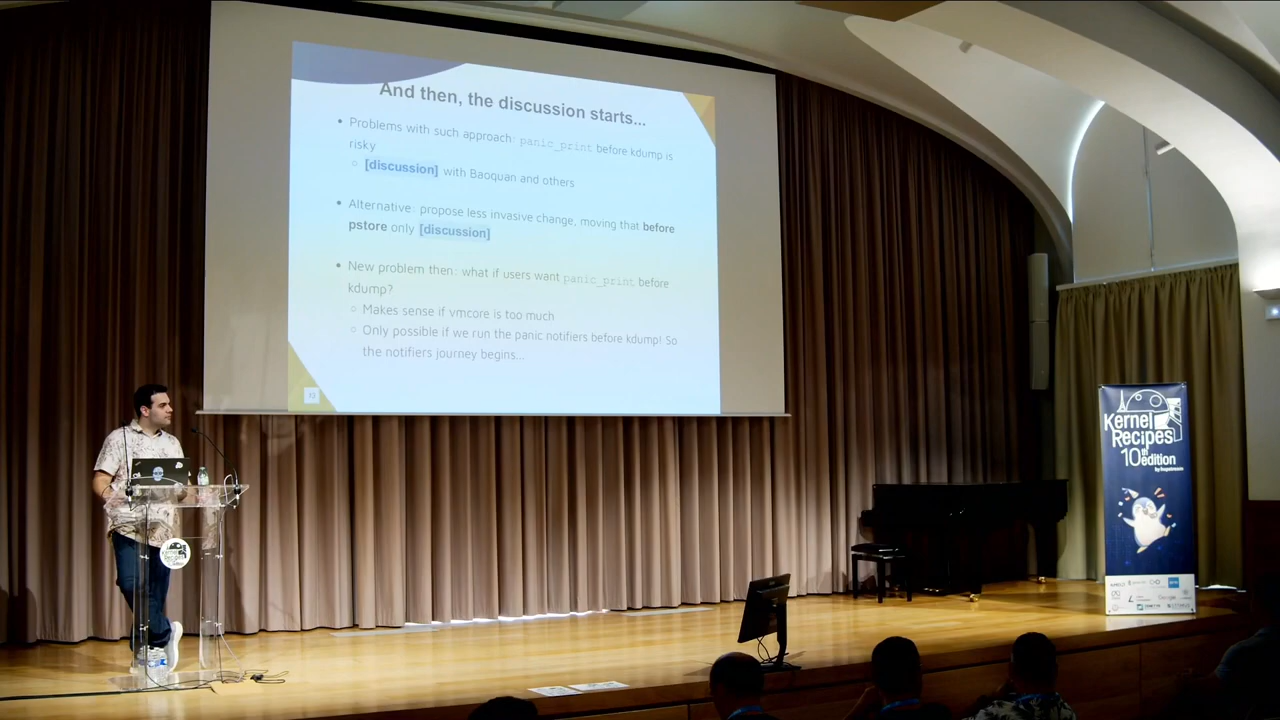 And then, the discussion starts...
• Problems with such approach: panic_print before kdump is
risky
○ [discussion] with Baoquan and others
• Alternative: propose less invasive change, moving that before
pstore only [discussion]
• New problem then: what if users want panic_print before
kdump?
○ Makes sense if vmcore is too much
○ Only possible if we run the panic notifiers before kdump! So
the notifiers journey begins...
Kernel
Recipes
10th edition
Kernel
Recipes
Google